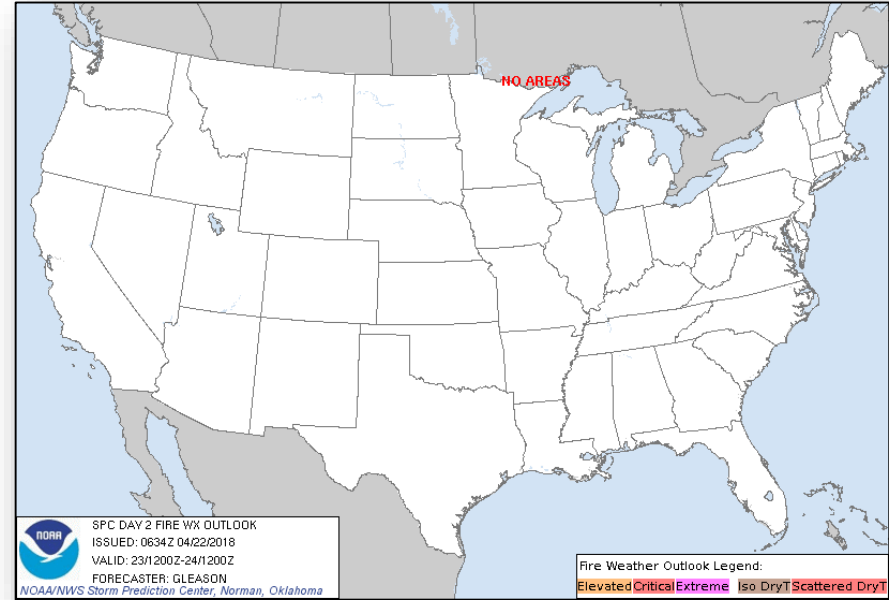 NO AREAS
NOAA
SPC DAY 2 FIRE WX OUTLOOK
ISSUED: 0634Z 04/22/2018
VALID: 23/1200Z-24/1200Z
FORECASTER: GLEASON
NOAA/NWS Storm Prediction Center, Norman, Oklahoma
Fire Weather Outlook Legend:
Elevated Critical Extreme Iso DryT Scattered DryT